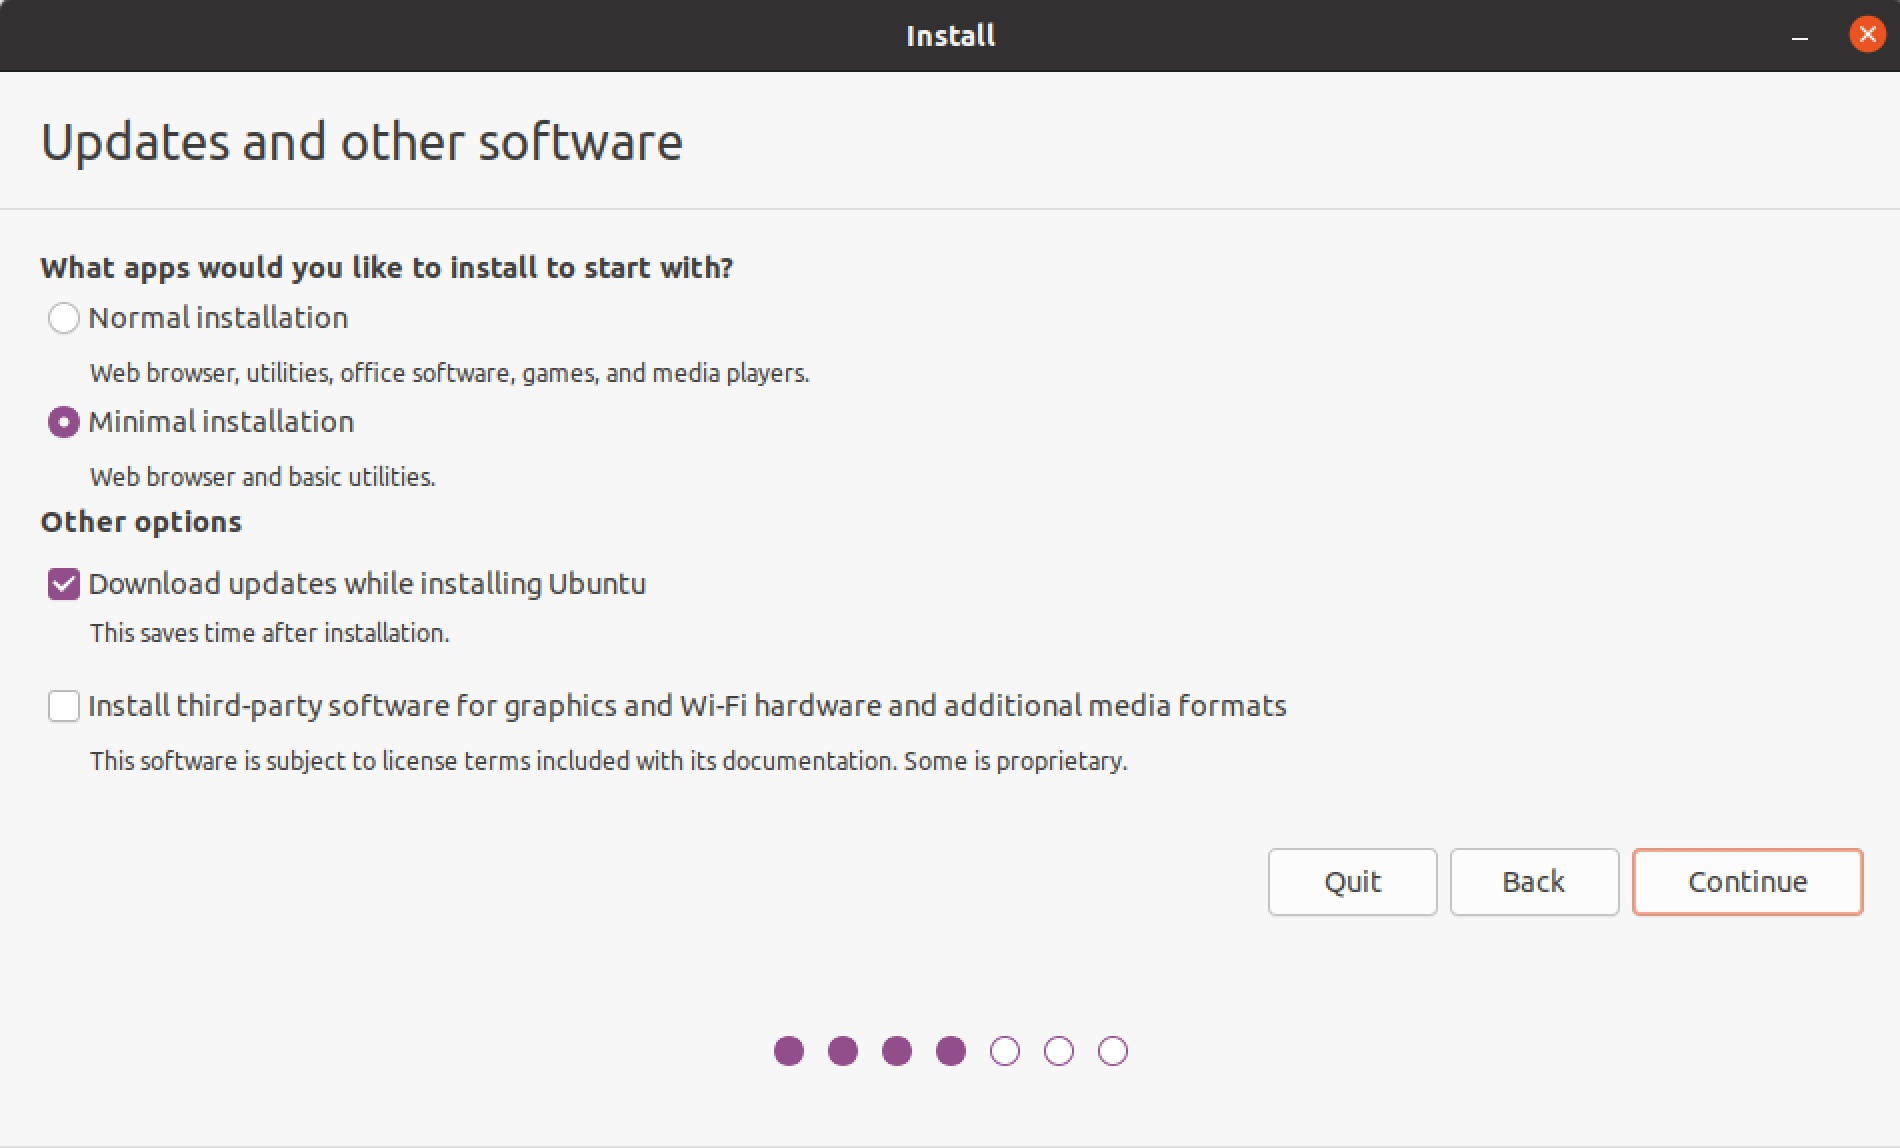 Install
Updates and other software
What apps would you like to install to start with?
Normal installation
Web browser, utilities, office software, games, and media players.
Minimal installation
Web browser and basic utilities.
Other options
Download updates while installing Ubuntu
This saves time after installation.
Install third-party software for graphics and Wi-Fi hardware and additional media formats
This software is subject to license terms included with its documentation. Some is proprietary.
Quit Back Continue